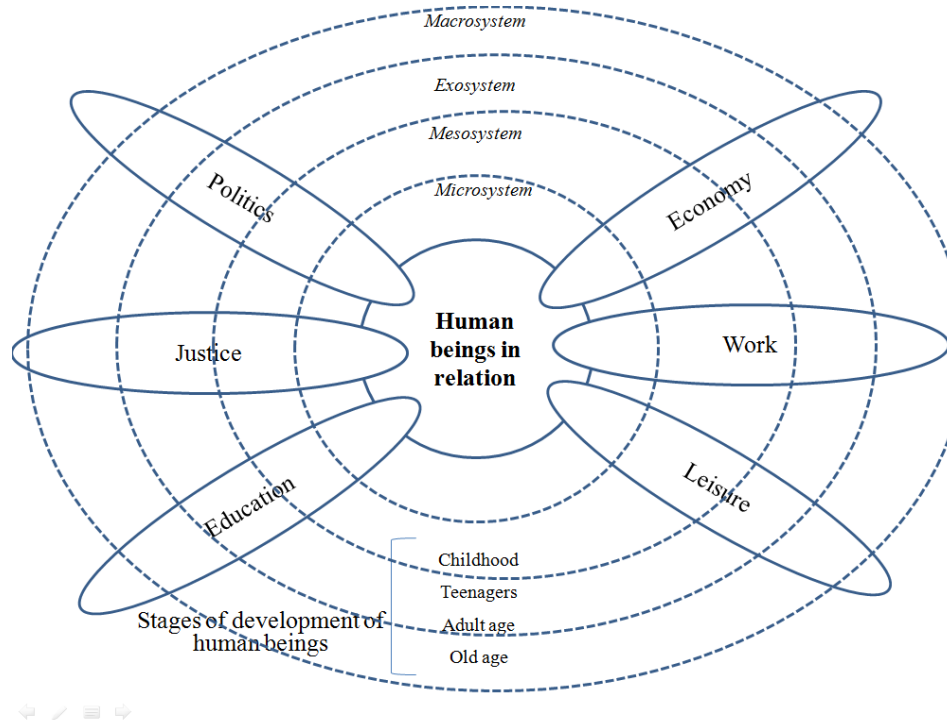 Macrosystem
Exosystem
Mesosystem
Microsystem
Politics
Economy
Human
beings in
relation
Justice
Work
Education
Leisure
Stages of development of
human beings
Childhood
Teenagers
Adult age
Old age